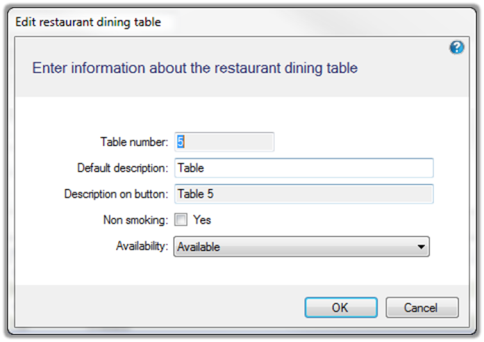 Edit restaurant dining table
?
Enter information about the restaurant dining table
Table number: 5
Default description: Table
Description on button: Table 5
Non smoking: Yes
Availability: Available
OK Cancel